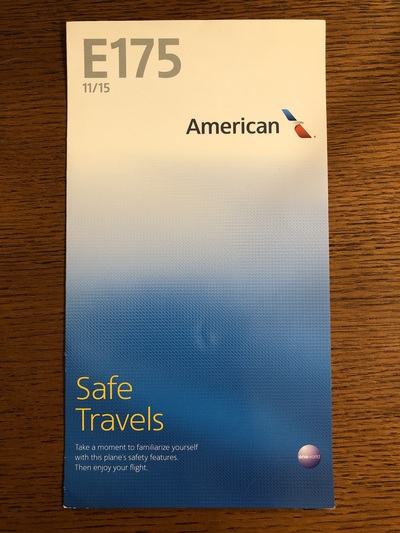 E175
11/15
American
Safe
Travels
Take a moment to familiarize yourself
with this plane's safety features.
Then enjoy your flight.
oneworld